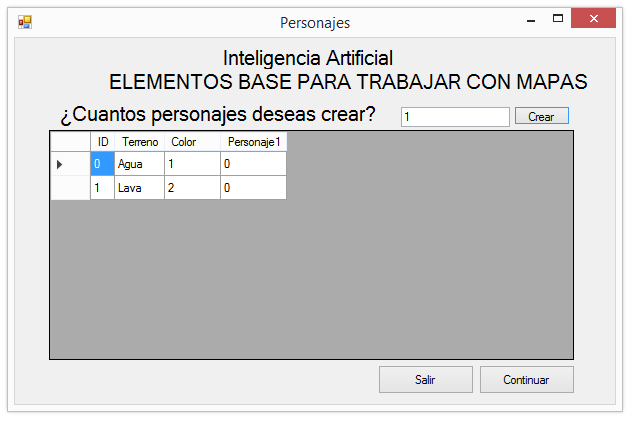 Personajes
Inteligencia Artificial
ELEMENTOS BASE PARA TRABAJAR CON MAPAS
¿Cuantos personajes deseas crear? 1 Crear
ID Terreno Color Personaje1
0 Agua 1 0
1 Lava 2 0
Salir Continuar